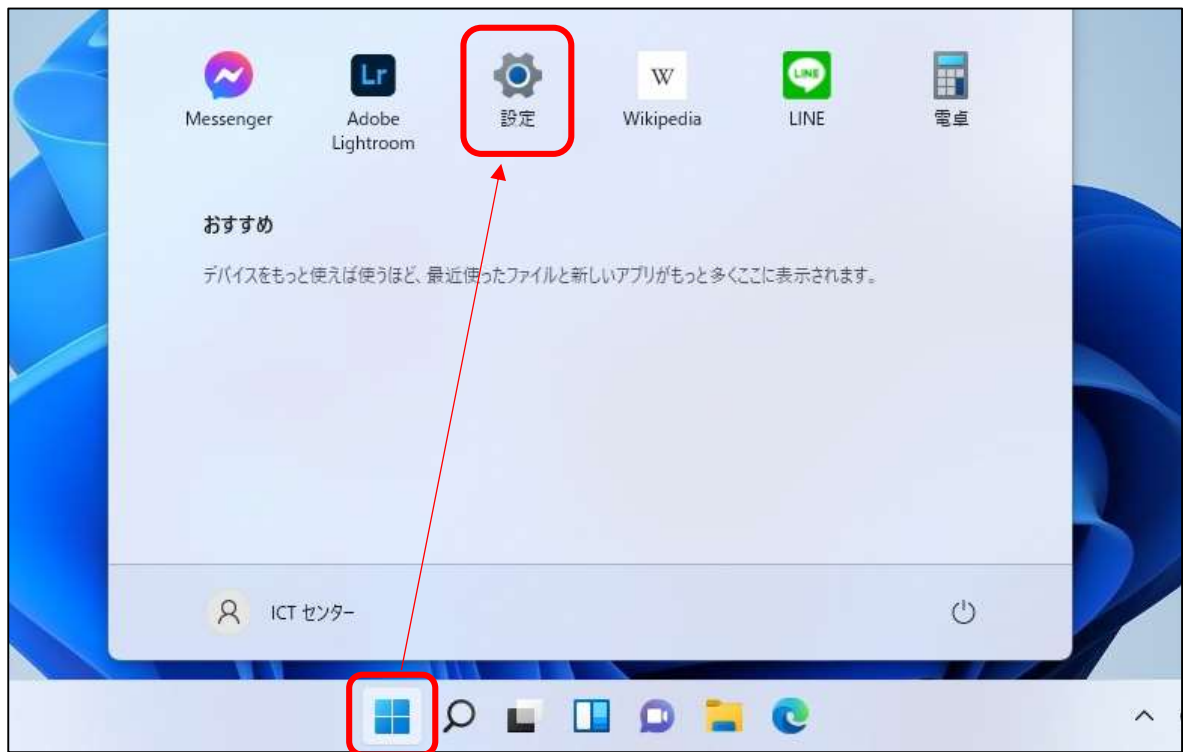 Messenger
Lr
Adobe
Lightroom
設定
W
Wikipedia
LINE
LINE
電卓
おすすめ
デバイスをもっと使えば使うほど、最近使ったファイルと新しいアプリがもっと多くここに表示されます。
ICT センター